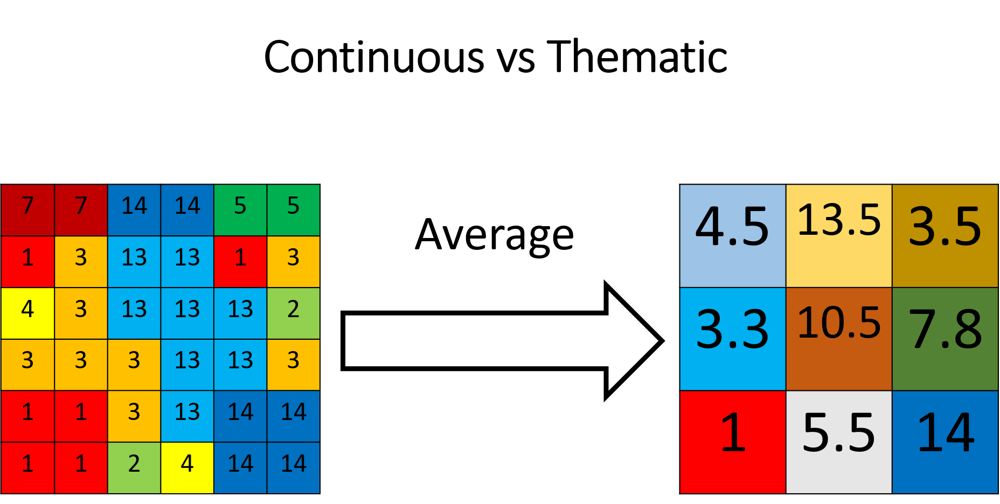 Continuous vs Thematic
7 7 14 14 5 5
1 3 13 13 1 3
4 3 13 13 13 2
3 3 3 13 13 3
1 1 3 13 14 14
1 1 2 4 14 14
Average
4.5 13.5 3.5
3.3 10.5 7.8
1 5.5 14